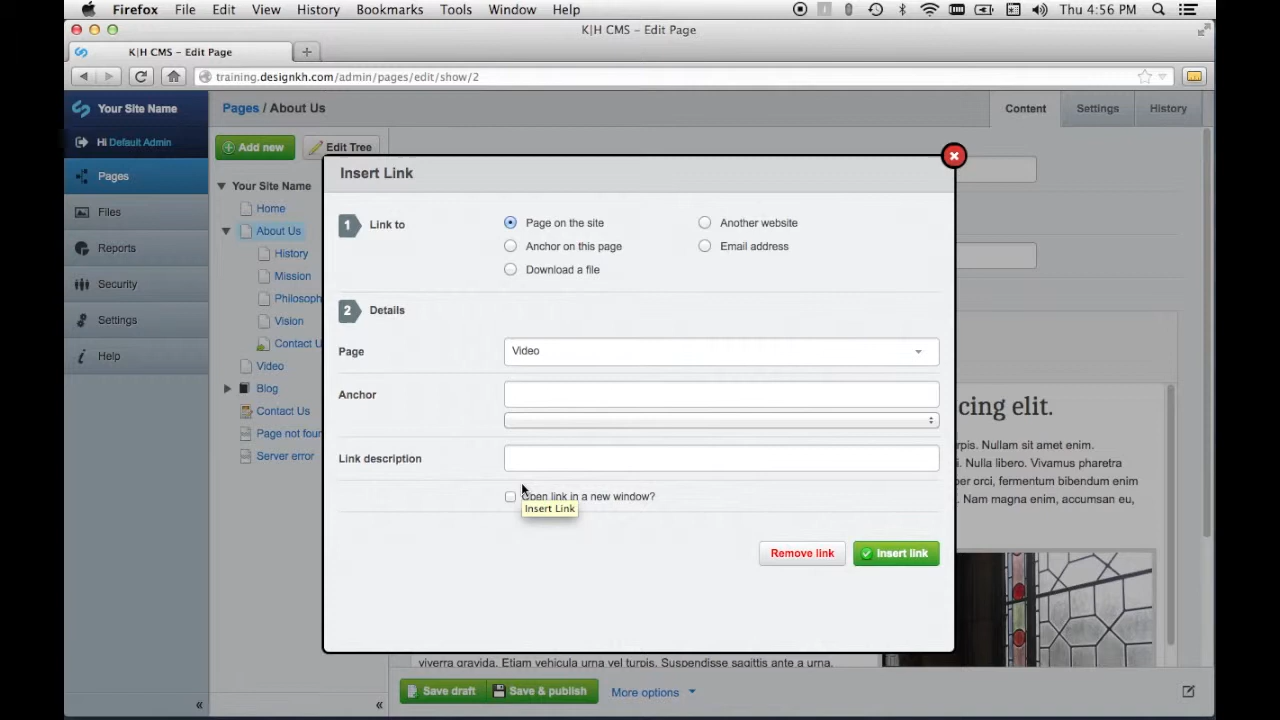 Firefox File Edit View History Bookmarks Tools Window Help Thu 4:56 PM
K|H CMS – Edit Page
K|H CMS – Edit Page
training.designkh.com/admin/pages/edit/show/2
Your Site Name
Pages / About Us
Content
Settings
History
Hi Default Admin
Add new
Edit Tree
Pages
Files
Reports
Security
Settings
Help
Your Site Name
Home
About Us
History
Mission
Philosoph
Vision
Contact U
Video
Blog
Contact Us
Page not foun
Server error
Insert Link
1 Link to
Page on the site
Another website
Anchor on this page
Email address
Download a file
2 Details
Page
Video
Anchor
Link description
Open link in a new window?
Insert Link
Remove link
Insert link
cing elit.
rpis. Nullam sit amet enim.
libero. Vivamus pharetra
per orci, fermentum bibendum enim
Nam magna enim, accumsan eu,
viverra gravida. Etiam vehicula urna vel turpis. Suspendisse sagittis ante a urna.
Save draft
Save & publish
More options
«
«